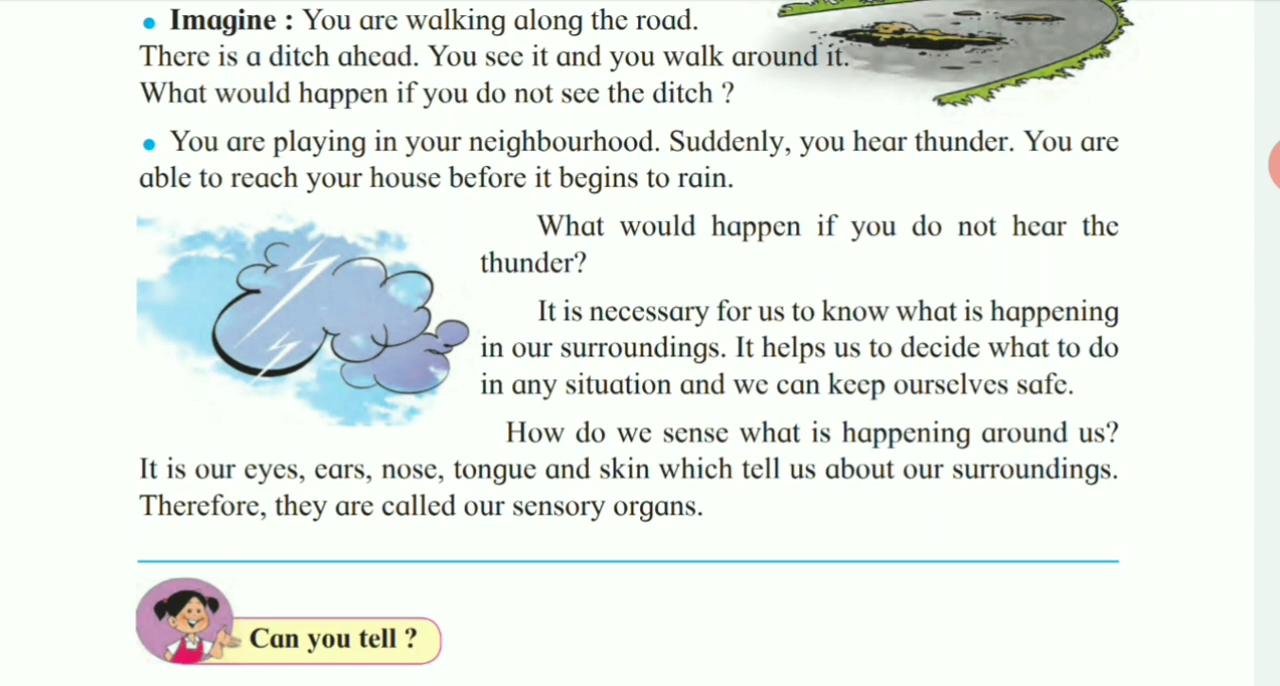 • Imagine : You are walking along the road.
There is a ditch ahead. You see it and you walk around it.
What would happen if you do not see the ditch ?
• You are playing in your neighbourhood. Suddenly, you hear thunder. You are
able to reach your house before it begins to rain.
What would happen if you do not hear the
thunder?
It is necessary for us to know what is happening
in our surroundings. It helps us to decide what to do
in any situation and we can keep ourselves safe.
How do we sense what is happening around us?
It is our eyes, ears, nose, tongue and skin which tell us about our surroundings.
Therefore, they are called our sensory organs.
Can you tell ?